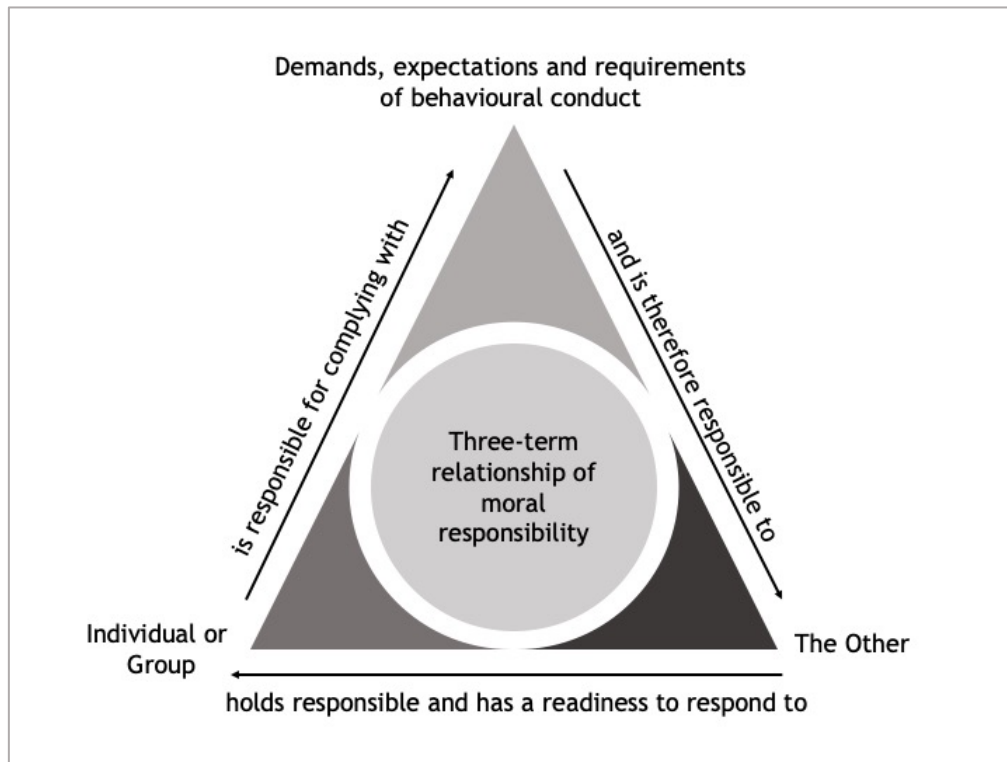 Demands, expectations and requirements
of behavioural conduct
is responsible for complying with
and is therefore responsible to
Three-term
relationship of
moral
responsibility
Individual or
Group
The Other
holds responsible and has a readiness to respond to